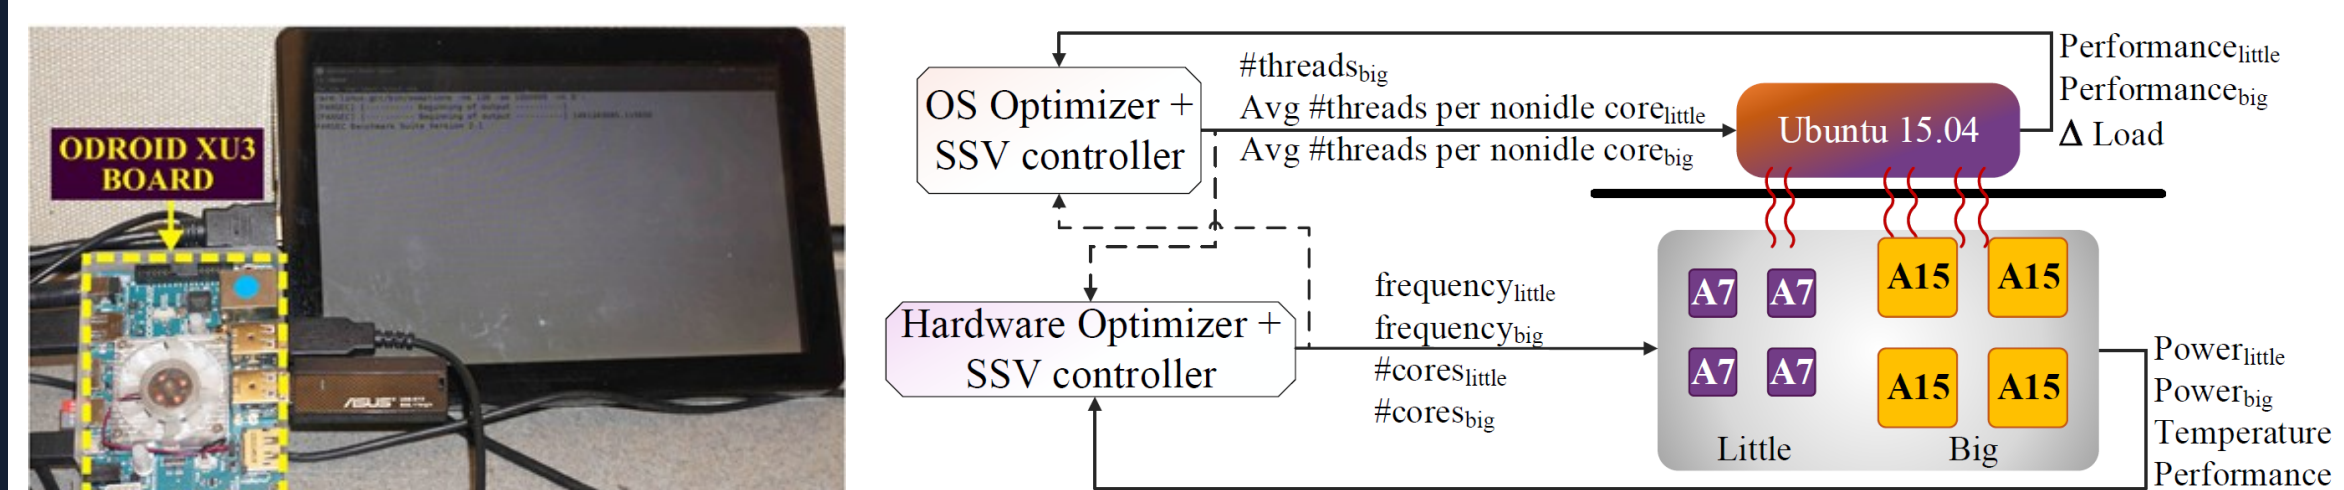 ODROID XU3
BOARD
ASUS
OS Optimizer +
SSV controller
#threadsbig
Avg #threads per nonidle corelittle
Avg #threads per nonidle corebig
Ubuntu 15.04
Performancelittle
Performancebig
Δ Load
Hardware Optimizer +
SSV controller
frequencylittle
frequencybig
#coreslittle
#coresbig
A7 A7 A15 A15
A7 A7 A15 A15
Little Big
Powerlittle
Powerbig
Temperature
Performance